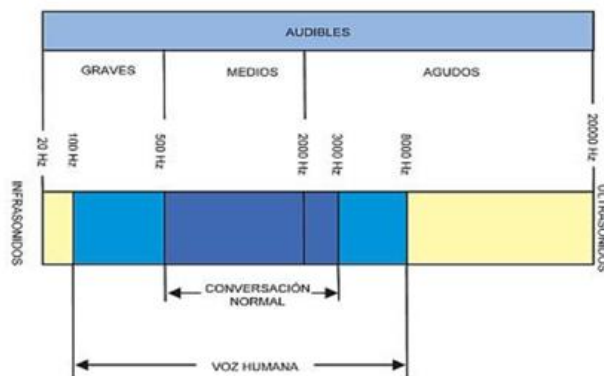 AUDIBLES
GRAVES
MEDIOS
AGUDOS
20 Hz
100 Hz
500 Hz
2000 Hz
3000 Hz
8000 Hz
20000 Hz
INFRASONIDOS
ULTRASONIDOS
CONVERSACIÓN
NORMAL
VOZ HUMANA